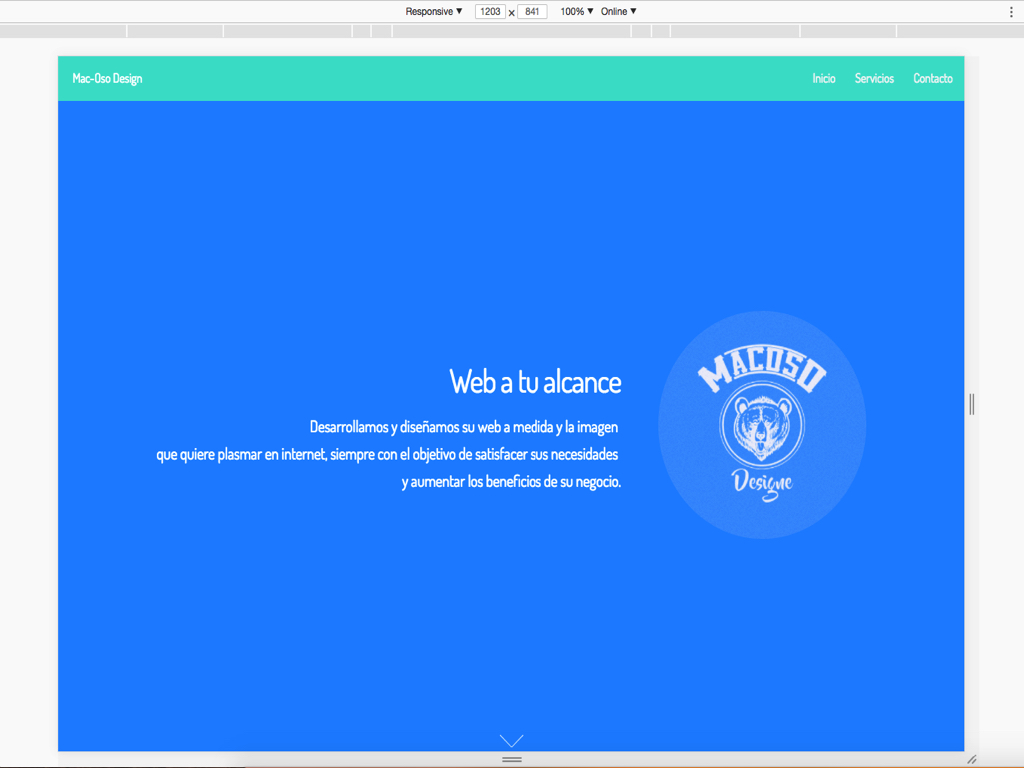 Responsive ▼ 1203 x 841 100% ▼ Online ▼
Mac-Oso Design Inicio Servicios Contacto
Web a tu alcance
Desarrollamos y diseñamos su web a medida y la imagen
que quiere plasmar en internet, siempre con el objetivo de satisfacer sus necesidades
y aumentar los beneficios de su negocio.
MACOSO
Designe